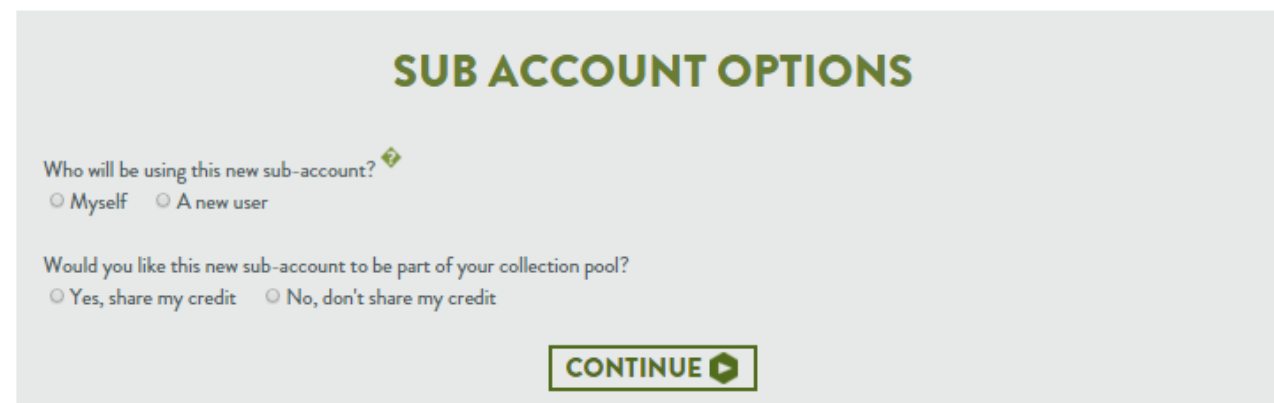 SUB ACCOUNT OPTIONS
Who will be using this new sub-account? ?
Myself A new user
Would you like this new sub-account to be part of your collection pool?
Yes, share my credit No, don't share my credit
CONTINUE